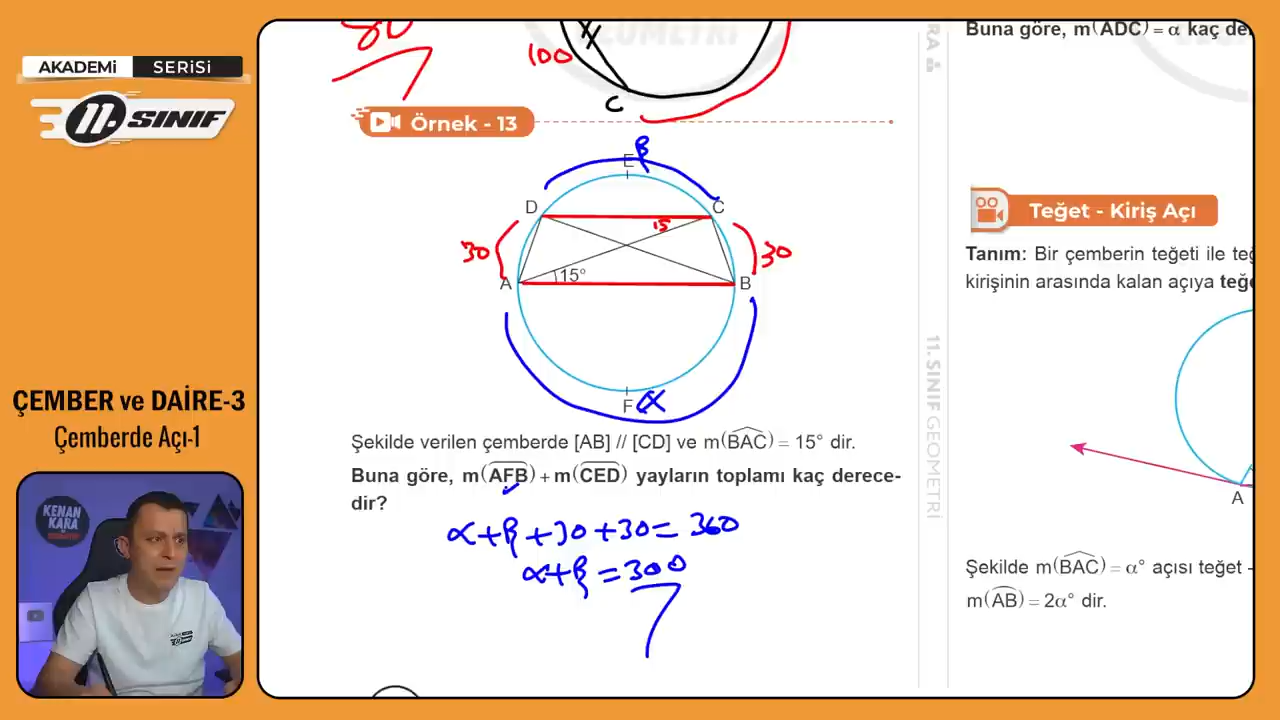 AKADEMİ SERİSİ
11. SINIF
ÇEMBER ve DAİRE-3
Çemberde Açı-1
KENAN
KARA
80
100
C
GEOMETRİ
Örnek - 13
β
E
D
C
15
30
30
A
15°
B
F
α
Şekilde verilen çemberde [AB] // [CD] ve m(BAC) = 15° dir.
Buna göre, m(AFB) + m(CED) yayların toplamı kaç derece-
dir?
α+β+30+30=360
α+β=300
RA
11. SINIF GEOMETRİ
Buna göre, m(ADC) = α kaç de
Teğet - Kiriş Açı
Tanım: Bir çemberin teğeti ile teğ
kirişinin arasında kalan açıya teğe
A
Şekilde m(BAC) = α° açısı teğet -
m(AB) = 2α° dir.